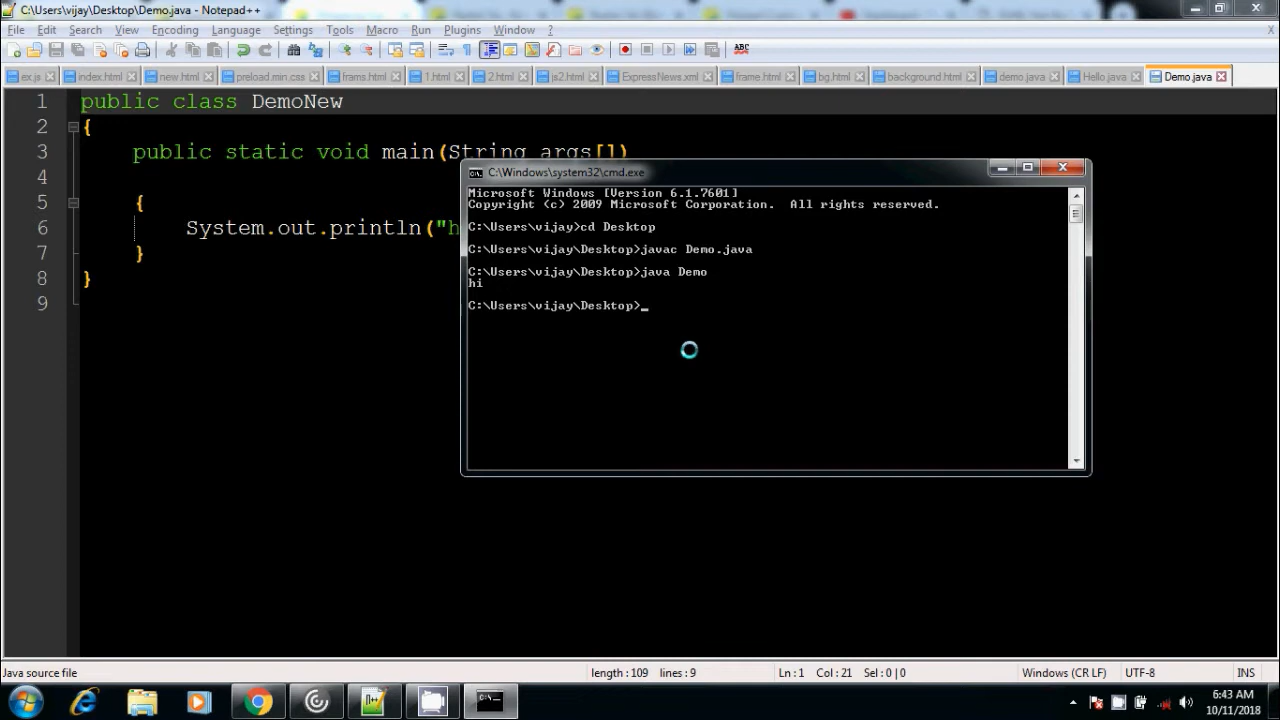 C:\Users\vijay\Desktop\Demo.java - Notepad++
File Edit Search View Encoding Language Settings Tools Macro Run Plugins Window ? X
ABC
ex.js index.html new.html preload.min.css frams.html 1.html 2.html js2.html ExpressNews.xml frame.html bg.html background.html demo.java Hello.java Demo.java
1 public class DemoNew
2 {
3 public static void main(String args[])
4
5 {
6 System.out.println("h
7 }
8 }
9
C:\Windows\system32\cmd.exe
Microsoft Windows [Version 6.1.7601]
Copyright (c) 2009 Microsoft Corporation. All rights reserved.
C:\Users\vijay>cd Desktop
C:\Users\vijay\Desktop>javac Demo.java
C:\Users\vijay\Desktop>java Demo
hi
C:\Users\vijay\Desktop>_
Java source file length : 109 lines : 9 Ln : 1 Col : 21 Sel : 0 | 0 Windows (CR LF) UTF-8 INS
6:43 AM
10/11/2018